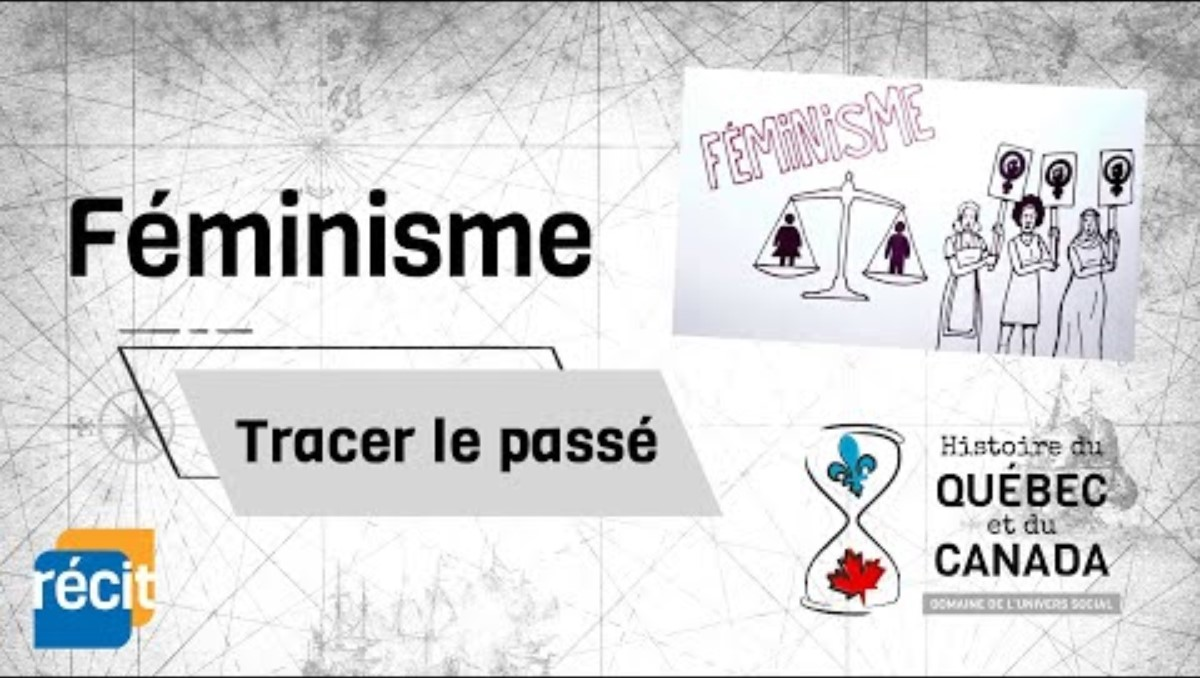 Féminisme
Tracer le passé
récit
FÉMINISME
Histoire du
QUÉBEC
et du
CANADA
DOMAINE DE L'UNIVERS SOCIAL